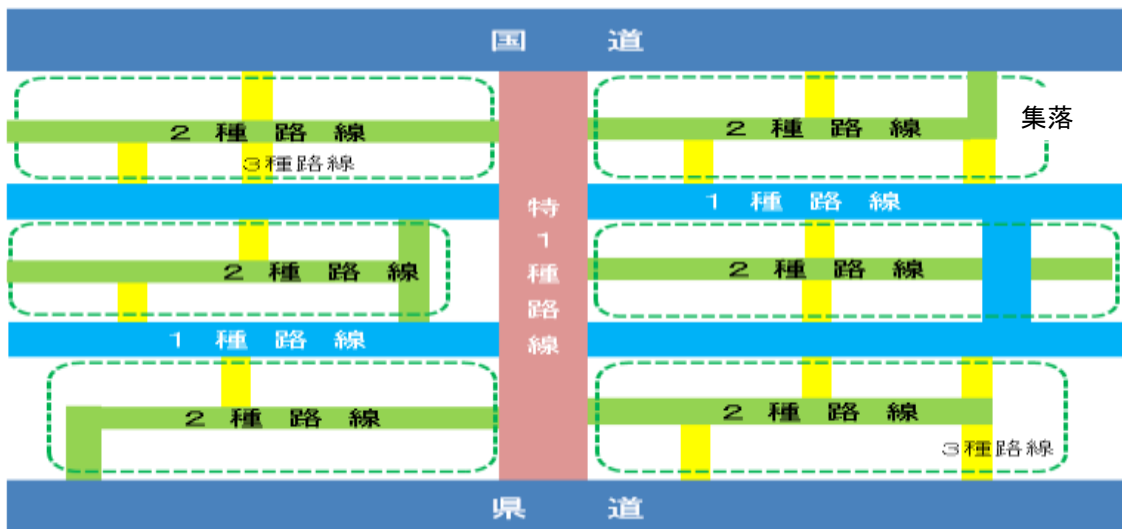 国 道
2 種 路 線
2 種 路 線
集落
3種路線
1 種 路 線
特1種路線
2 種 路 線
2 種 路 線
1 種 路 線
2 種 路 線
2 種 路 線
3種路線
県 道